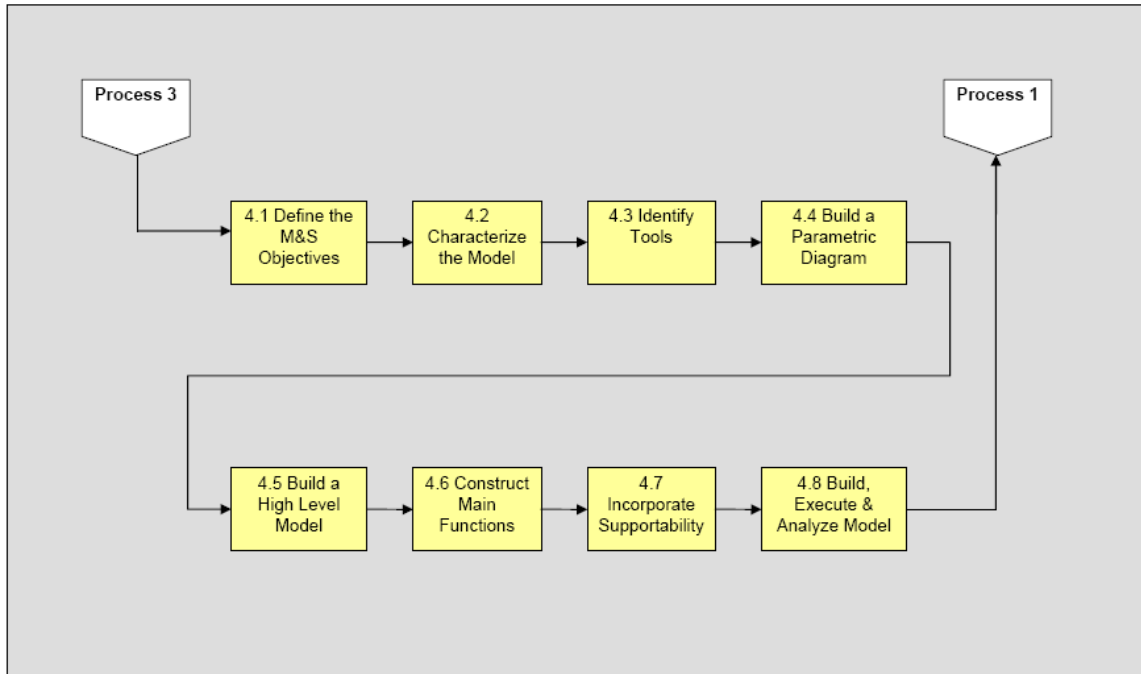 Process 3
Process 1
4.1 Define the
M&S
Objectives
4.2
Characterize
the Model
4.3 Identify
Tools
4.4 Build a
Parametric
Diagram
4.5 Build a
High Level
Model
4.6 Construct
Main
Functions
4.7
Incorporate
Supportability
4.8 Build,
Execute &
Analyze Model